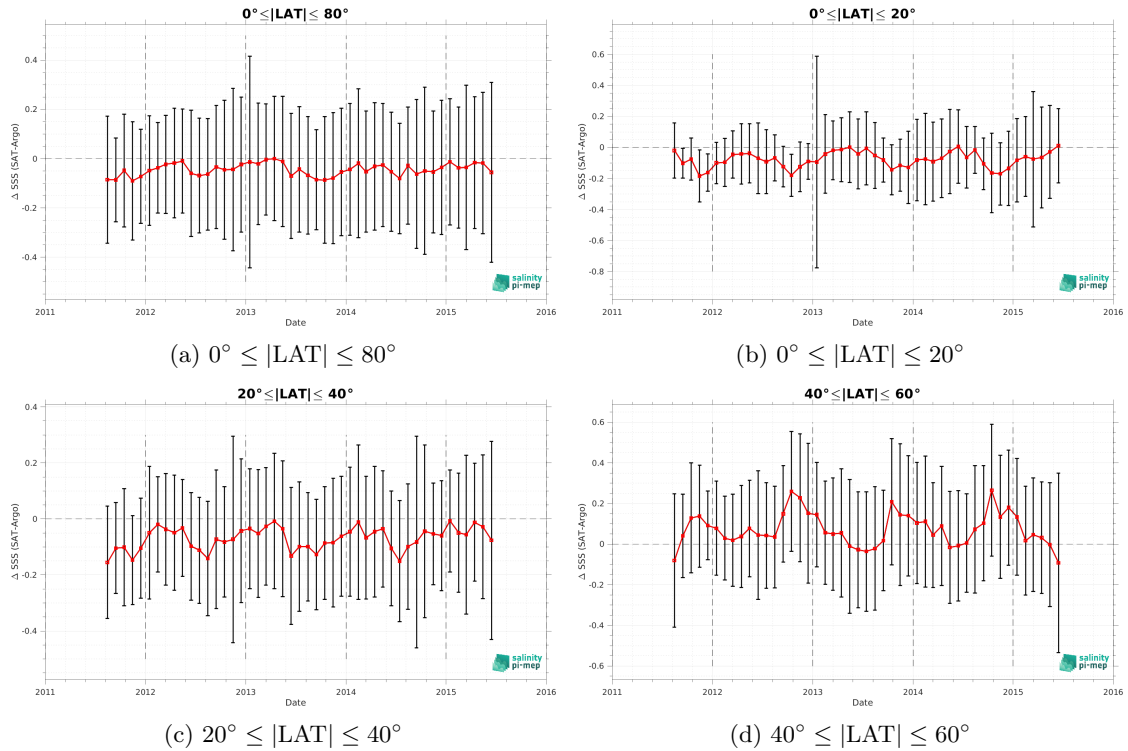 0°≤|LAT|≤ 80°
Δ SSS (SAT-Argo)
0.4
0.2
0
-0.2
-0.4
2011 2012 2013 2014 2015 2016
Date
salinity
pi-mep
(a) 0° ≤ |LAT| ≤ 80°
0°≤|LAT|≤ 20°
Δ SSS (SAT-Argo)
0.6
0.4
0.2
0
-0.2
-0.4
-0.6
-0.8
2011 2012 2013 2014 2015 2016
Date
salinity
pi-mep
(b) 0° ≤ |LAT| ≤ 20°
20°≤|LAT|≤ 40°
Δ SSS (SAT-Argo)
0.4
0.2
0
-0.2
-0.4
2011 2012 2013 2014 2015 2016
Date
salinity
pi-mep
(c) 20° ≤ |LAT| ≤ 40°
40°≤|LAT|≤ 60°
Δ SSS (SAT-Argo)
0.6
0.4
0.2
0
-0.2
-0.4
-0.6
2011 2012 2013 2014 2015 2016
Date
salinity
pi-mep
(d) 40° ≤ |LAT| ≤ 60°